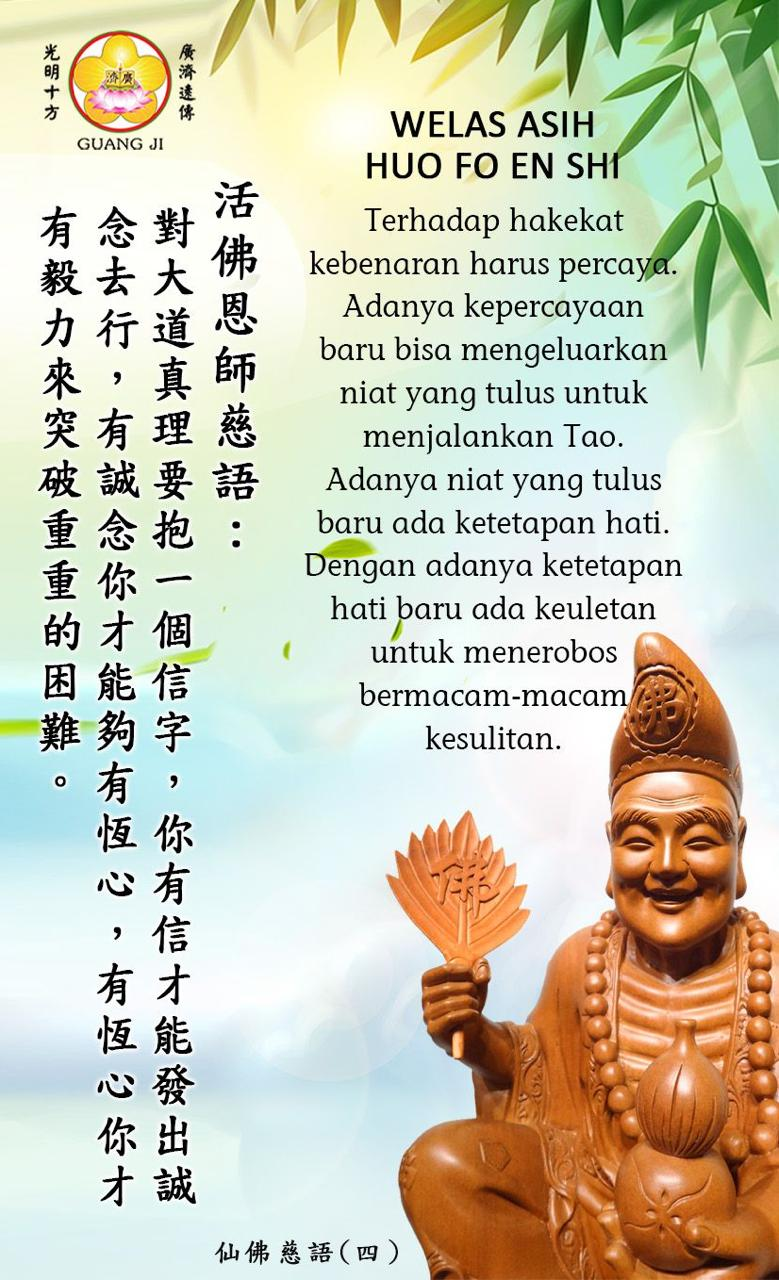 光明十方
廣濟遠傳
廣濟
GUANG JI
WELAS ASIH
HUO FO EN SHI
Terhadap hakekat
kebenaran harus percaya.
Adanya kepercayaan
baru bisa mengeluarkan
niat yang tulus untuk
menjalankan Tao.
Adanya niat yang tulus
baru ada ketetapan hati.
Dengan adanya ketetapan
hati baru ada keuletan
untuk menerobos
bermacam-macam
kesulitan.
活佛恩師慈語：
對大道真理要抱一個信字，你有信才能發出誠
念去行，有誠念你才能夠有恆心，有恆心你才
有毅力來突破重重的困難。
佛
佛
仙佛慈語(四)